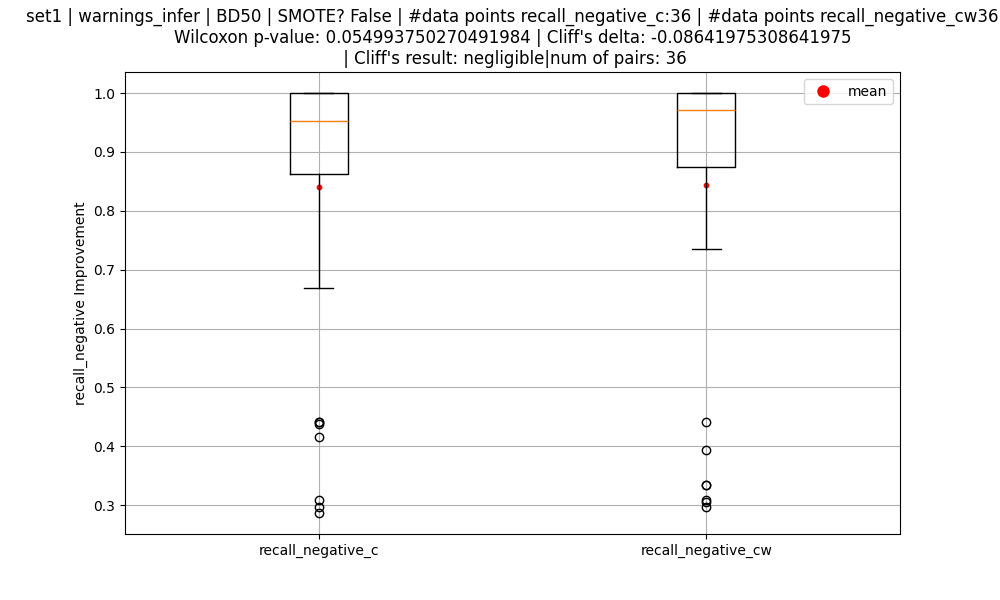 set1 | warnings_infer | BD50 | SMOTE? False | #data points recall_negative_c:36 | #data points recall_negative_cw36
Wilcoxon p-value: 0.054993750270491984 | Cliff's delta: -0.08641975308641975
| Cliff's result: negligible|num of pairs: 36
mean
1.0
0.9
0.8
0.7
0.6
0.5
0.4
0.3
recall_negative Improvement
recall_negative_c
recall_negative_cw